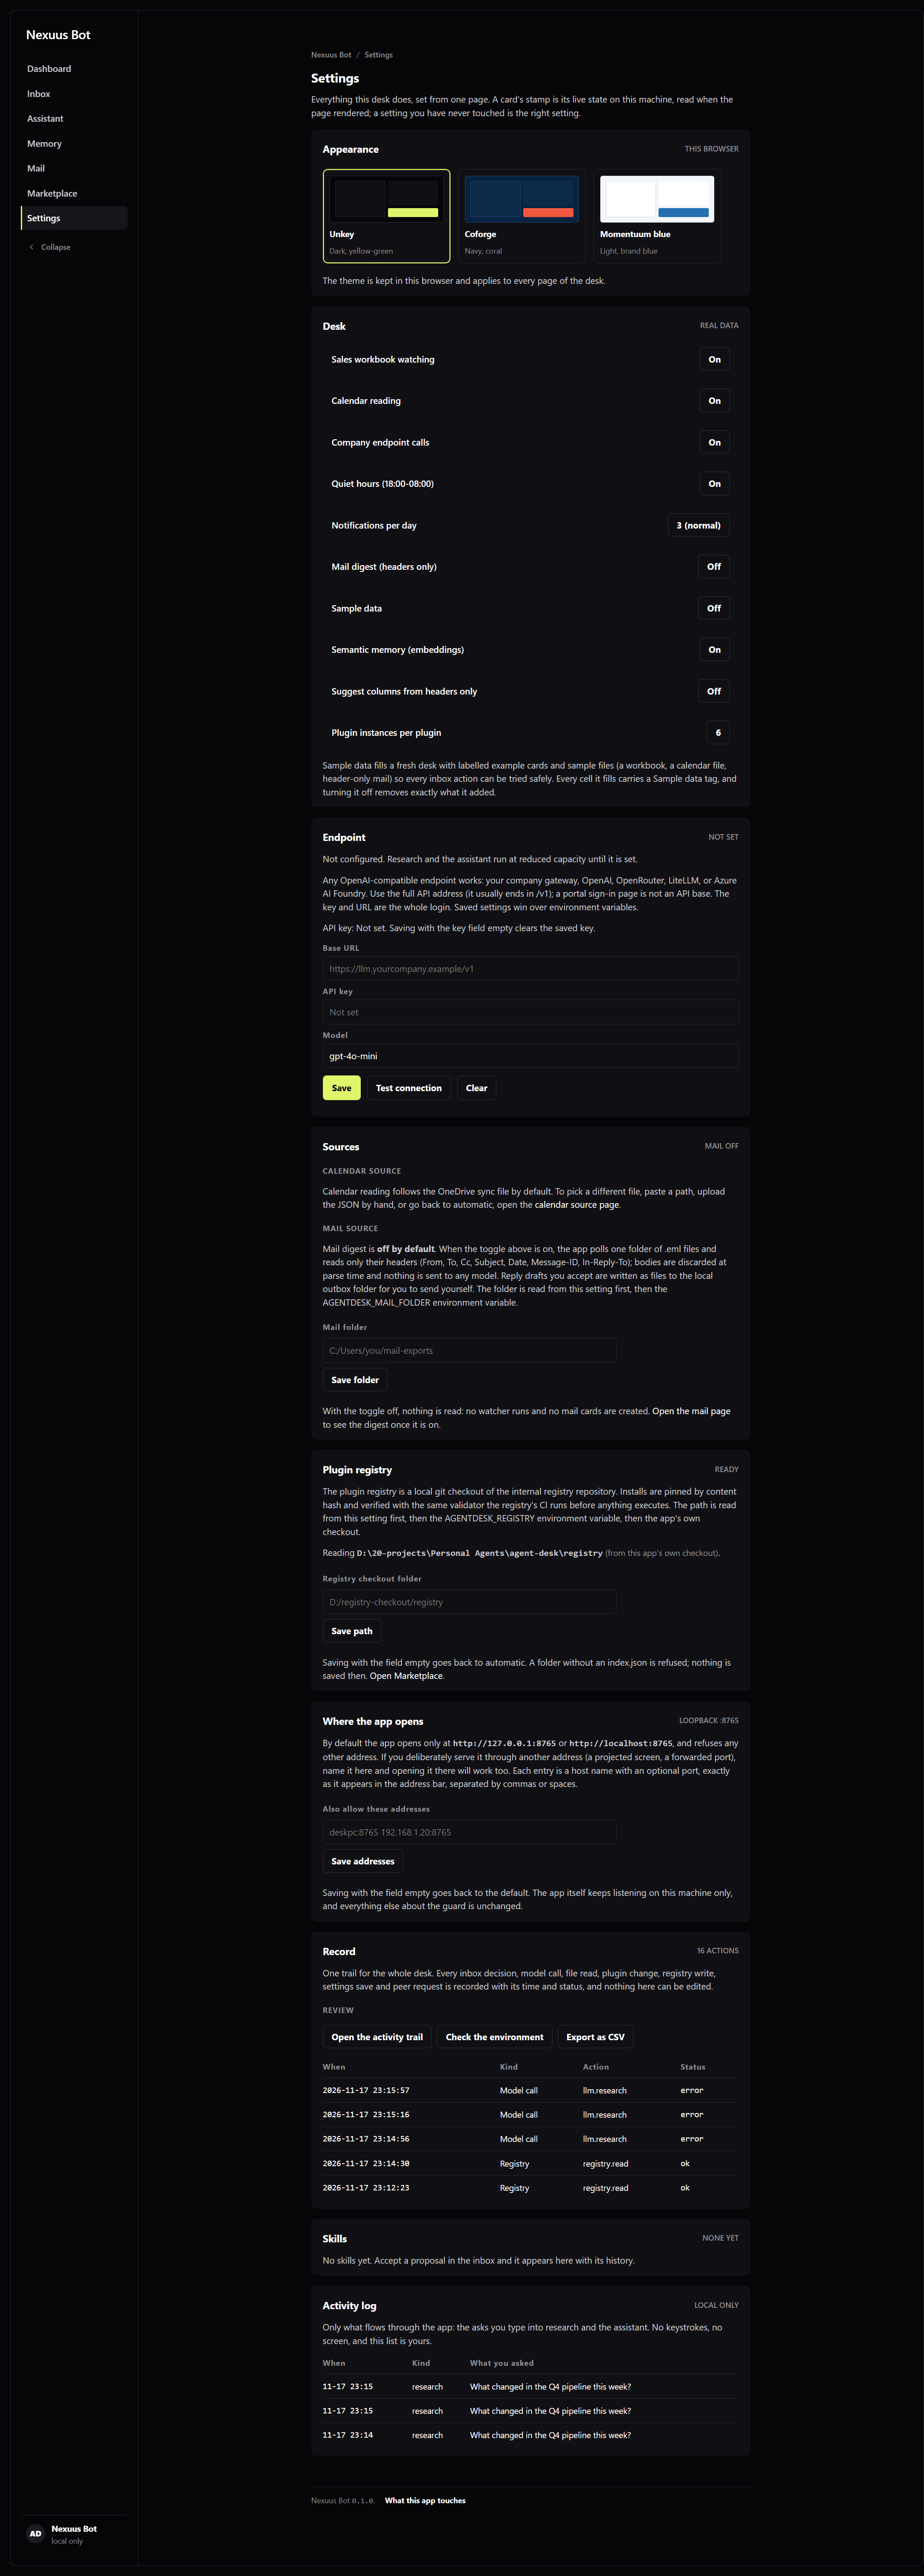 Nexuus Bot
Dashboard
Inbox
Assistant
Memory
Mail
Marketplace
Settings
Collapse
Nexuus Bot / Settings
Settings
Everything this desk does, set from one page. A card's stamp is its live state on this machine, read when the
page rendered; a setting you have never touched is the right setting.
Appearance
THIS BROWSER
Unkey
Dark, yellow-green
Coforge
Navy, coral
Momentuum blue
Light, brand blue
The theme is kept in this browser and applies to every page of the desk.
Desk
REAL DATA
Sales workbook watching
On
Calendar reading
On
Company endpoint calls
On
Quiet hours (18:00-08:00)
On
Notifications per day
3 (normal)
Mail digest (headers only)
Off
Sample data
Off
Semantic memory (embeddings)
On
Suggest columns from headers only
Off
Plugin instances per plugin
6
Sample data fills a fresh desk with labelled example cards and sample files (a workbook, a calendar file,
header-only mail) so every inbox action can be tried safely. Every cell it fills carries a Sample data tag, and
turning it off removes exactly what it added.
Endpoint
NOT SET
Not configured. Research and the assistant run at reduced capacity until it is set.
Any OpenAI-compatible endpoint works: your company gateway, OpenAI, OpenRouter, LiteLLM, or Azure
AI Foundry. Use the full API address (it usually ends in /v1); a portal sign-in page is not an API base. The
key and URL are the whole login. Saved settings win over environment variables.
API key: Not set. Saving with the key field empty clears the saved key.
Base URL
https://llm.yourcompany.example/v1
API key
Not set
Model
gpt-4o-mini
Save
Test connection
Clear
Sources
MAIL OFF
CALENDAR SOURCE
Calendar reading follows the OneDrive sync file by default. To pick a different file, paste a path, upload
the JSON by hand, or go back to automatic, open the calendar source page.
MAIL SOURCE
Mail digest is off by default. When the toggle above is on, the app polls one folder of .eml files and
reads only their headers (From, To, Cc, Subject, Date, Message-ID, In-Reply-To); bodies are discarded at
parse time and nothing is sent to any model. Reply drafts you accept are written as files to the local
outbox folder for you to send yourself. The folder is read from this setting first, then the
AGENTDESK_MAIL_FOLDER environment variable.
Mail folder
C:/Users/you/mail-exports
Save folder
With the toggle off, nothing is read: no watcher runs and no mail cards are created. Open the mail page
to see the digest once it is on.
Plugin registry
READY
The plugin registry is a local git checkout of the internal registry repository. Installs are pinned by content
hash and verified with the same validator the registry's CI runs before anything executes. The path is read
from this setting first, then the AGENTDESK_REGISTRY environment variable, then the app's own
checkout.
Reading D:\20-projects\Personal Agents\agent-desk\registry (from this app's own checkout).
Registry checkout folder
D:/registry-checkout/registry
Save path
Saving with the field empty goes back to automatic. A folder without an index.json is refused; nothing is
saved then. Open Marketplace.
Where the app opens
LOOPBACK :8765
By default the app opens only at http://127.0.0.1:8765 or http://localhost:8765, and refuses any
other address. If you deliberately serve it through another address (a projected screen, a forwarded port),
name it here and opening it there will work too. Each entry is a host name with an optional port, exactly
as it appears in the address bar, separated by commas or spaces.
Also allow these addresses
deskpc:8765 192.168.1.20:8765
Save addresses
Saving with the field empty goes back to the default. The app itself keeps listening on this machine only,
and everything else about the guard is unchanged.
Record
16 ACTIONS
One trail for the whole desk. Every inbox decision, model call, file read, plugin change, registry write,
settings save and peer request is recorded with its time and status, and nothing here can be edited.
REVIEW
Open the activity trail
Check the environment
Export as CSV
When Kind Action Status
2026-11-17 23:15:57 Model call llm.research error
2026-11-17 23:15:16 Model call llm.research error
2026-11-17 23:14:56 Model call llm.research error
2026-11-17 23:14:30 Registry registry.read ok
2026-11-17 23:12:23 Registry registry.read ok
Skills
NONE YET
No skills yet. Accept a proposal in the inbox and it appears here with its history.
Activity log
LOCAL ONLY
Only what flows through the app: the asks you type into research and the assistant. No keystrokes, no
screen, and this list is yours.
When Kind What you asked
11-17 23:15 research What changed in the Q4 pipeline this week?
11-17 23:15 research What changed in the Q4 pipeline this week?
11-17 23:14 research What changed in the Q4 pipeline this week?
Nexuus Bot 0.1.0. What this app touches
AD
Nexuus Bot
local only